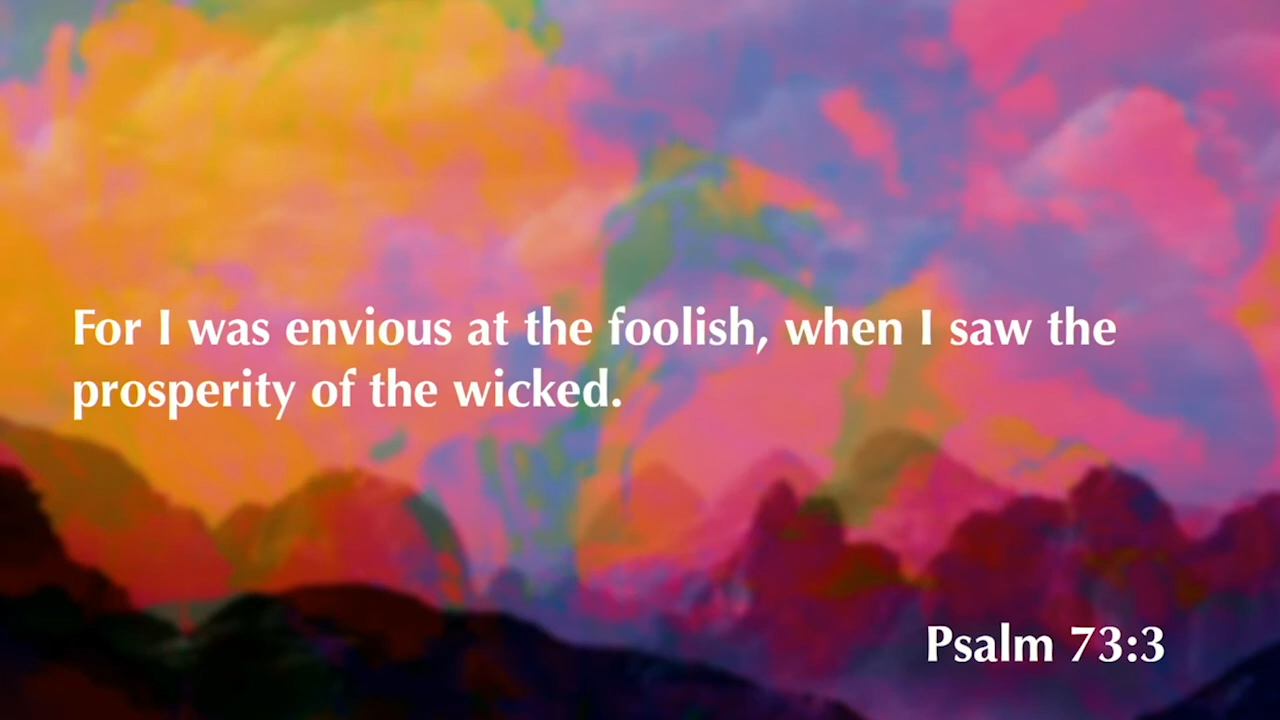 For I was envious at the foolish, when I saw the
prosperity of the wicked.
Psalm 73:3